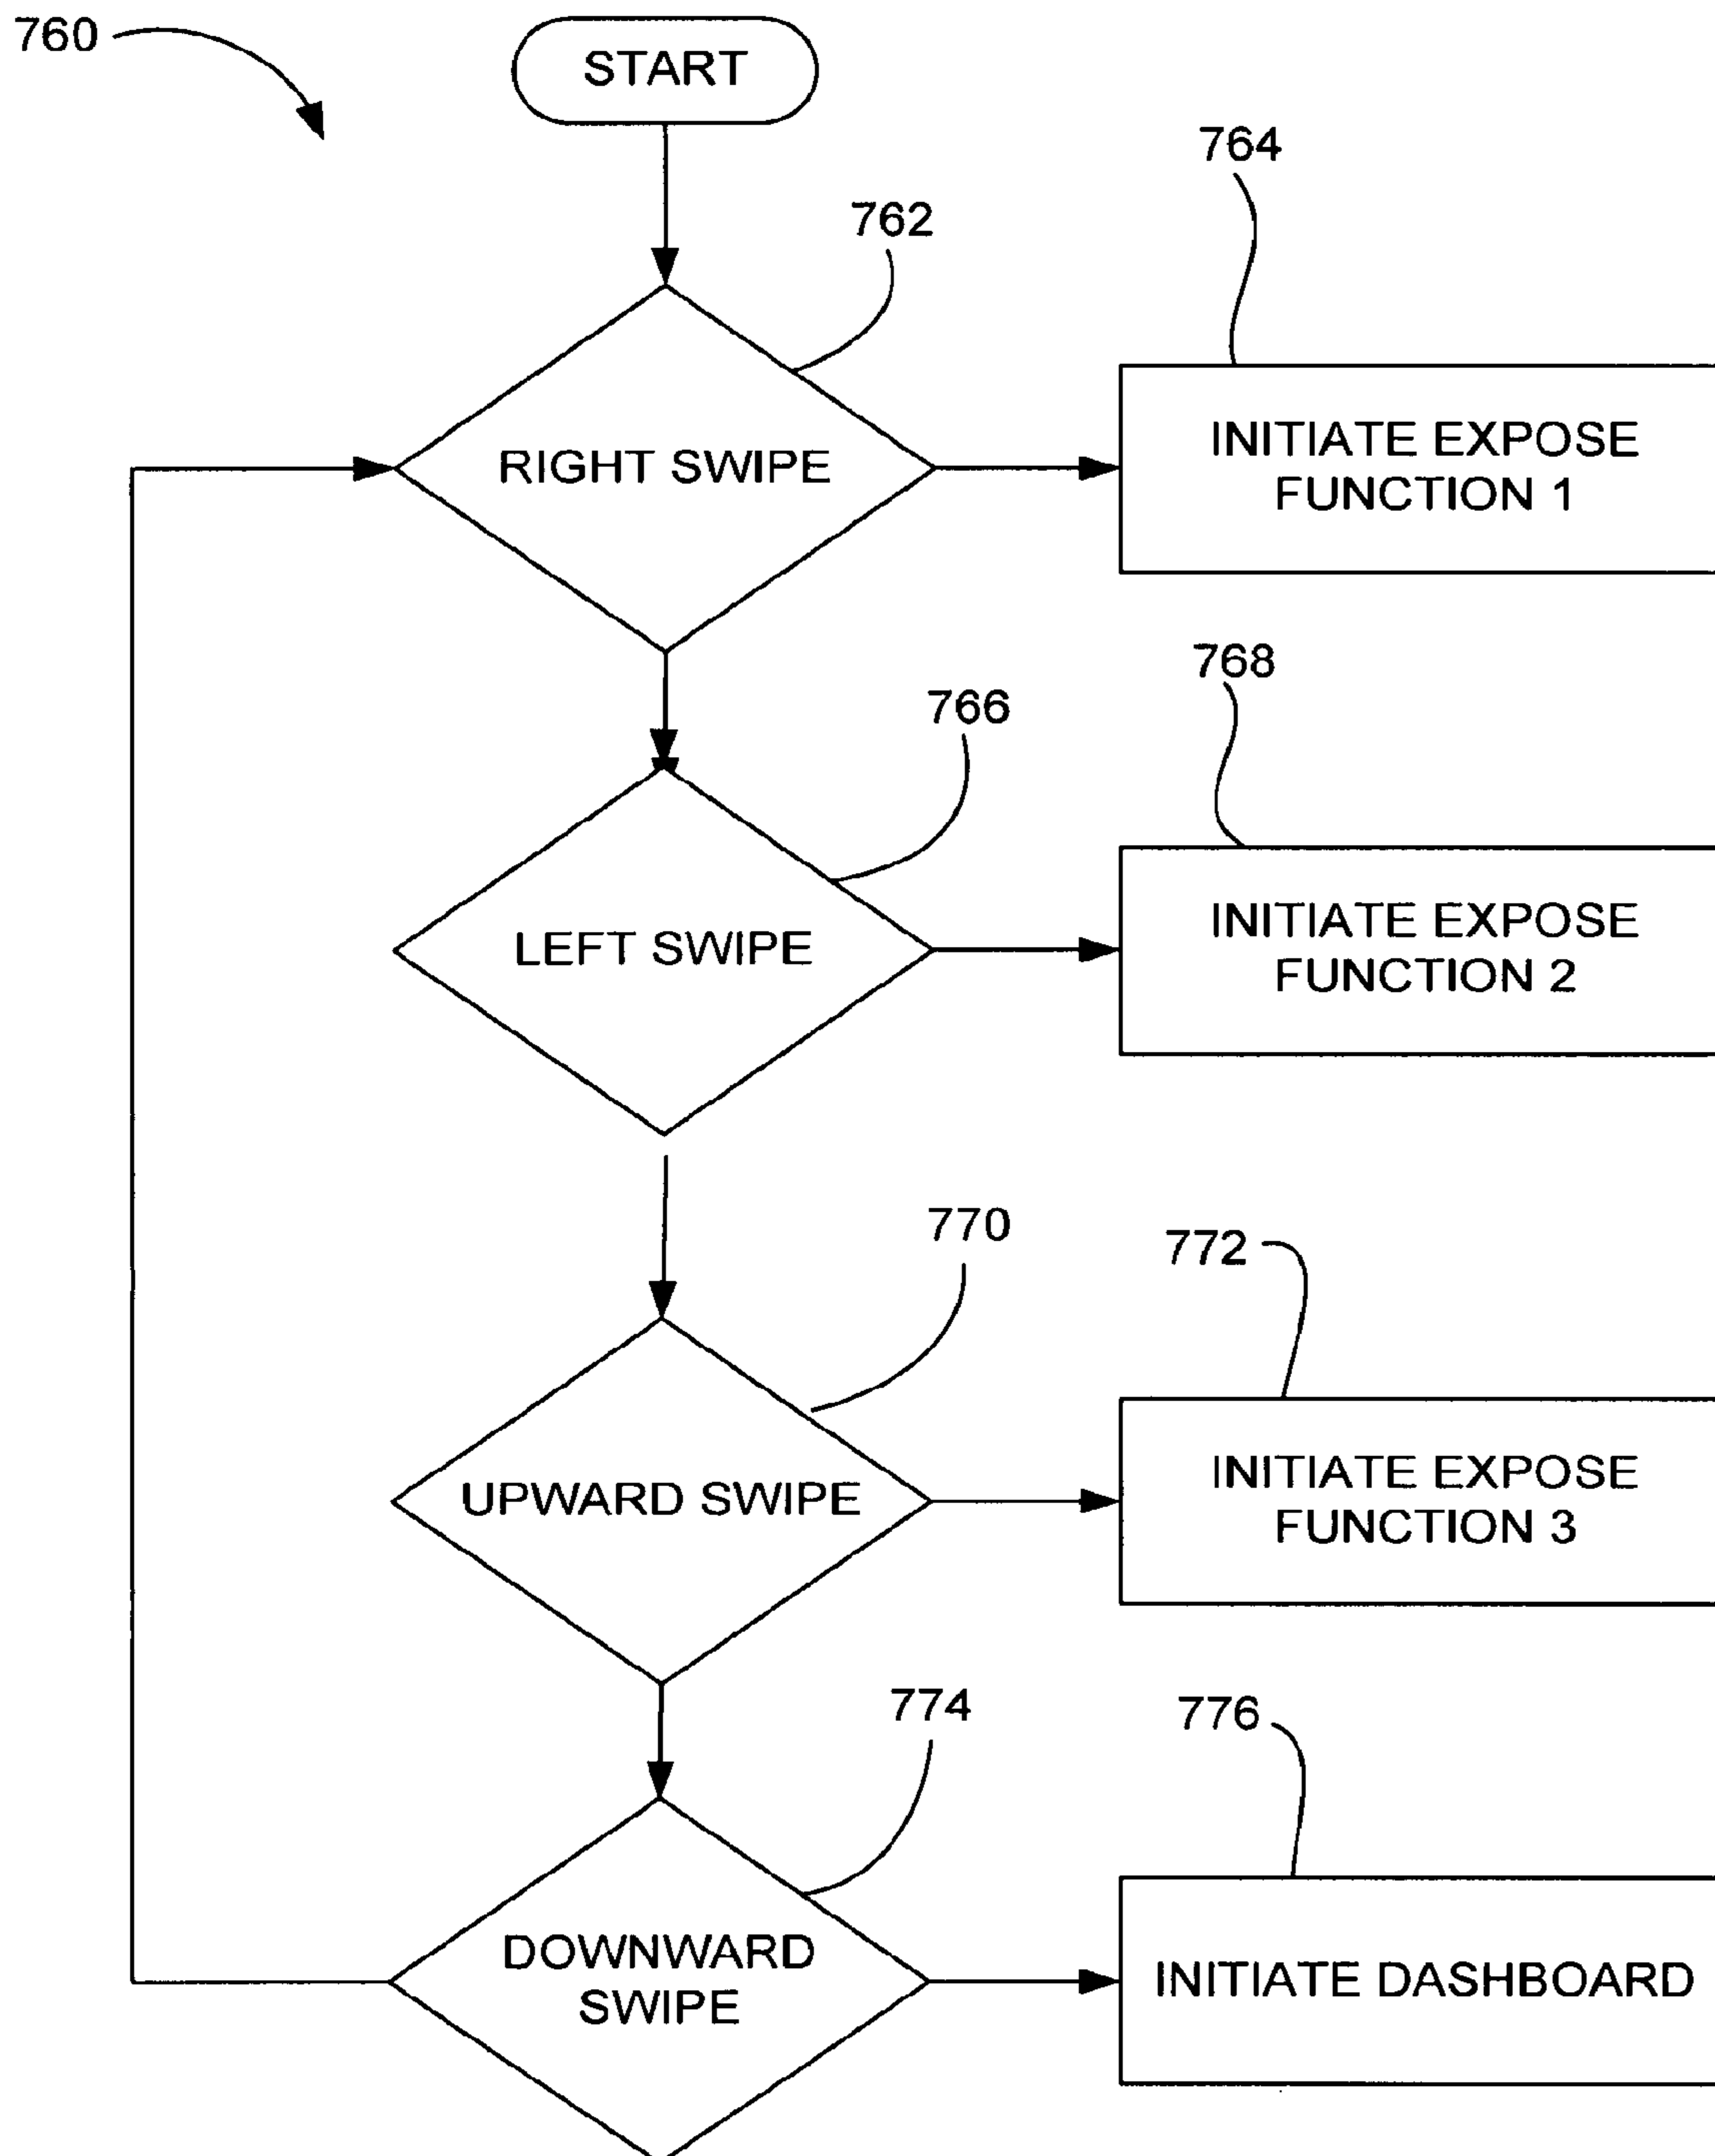 760
START
764
762
RIGHT SWIPE
INITIATE EXPOSE
FUNCTION 1
768
766
LEFT SWIPE
INITIATE EXPOSE
FUNCTION 2
770
772
UPWARD SWIPE
INITIATE EXPOSE
FUNCTION 3
774
776
DOWNWARD
SWIPE
INITIATE DASHBOARD